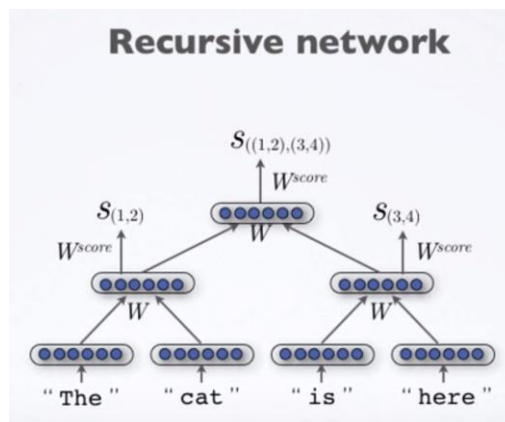 Recursive network
s((1,2),(3,4))
Wscore
W
s(1,2)
Wscore
s(3,4)
Wscore
W
W
"The" "cat" "is" "here"